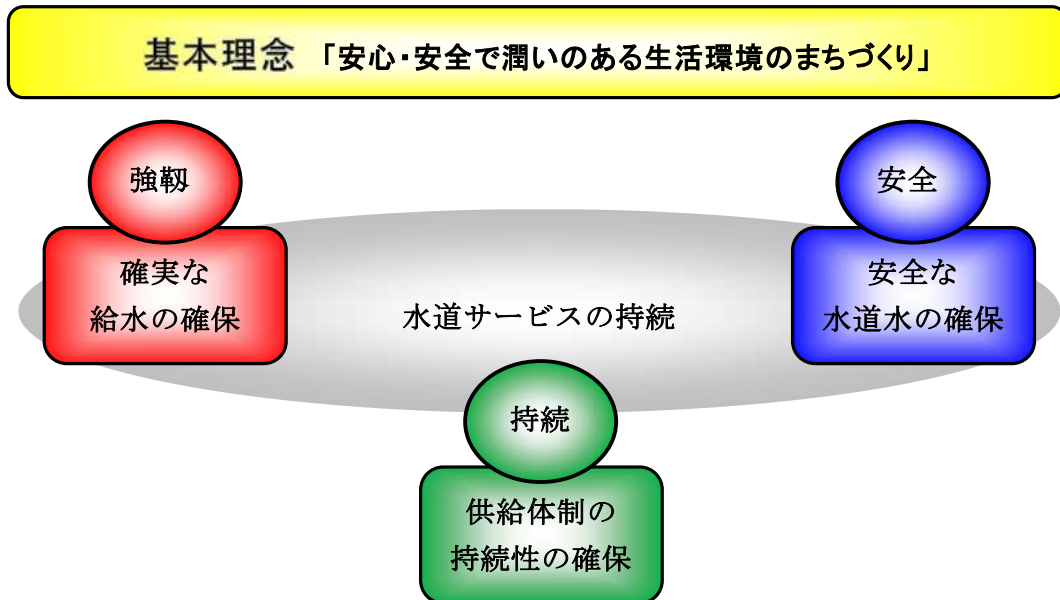 基本理念 「安心・安全で潤いのある生活環境のまちづくり」
強靱
確実な
給水の確保
安全
安全な
水道水の確保
水道サービスの持続
持続
供給体制の
持続性の確保